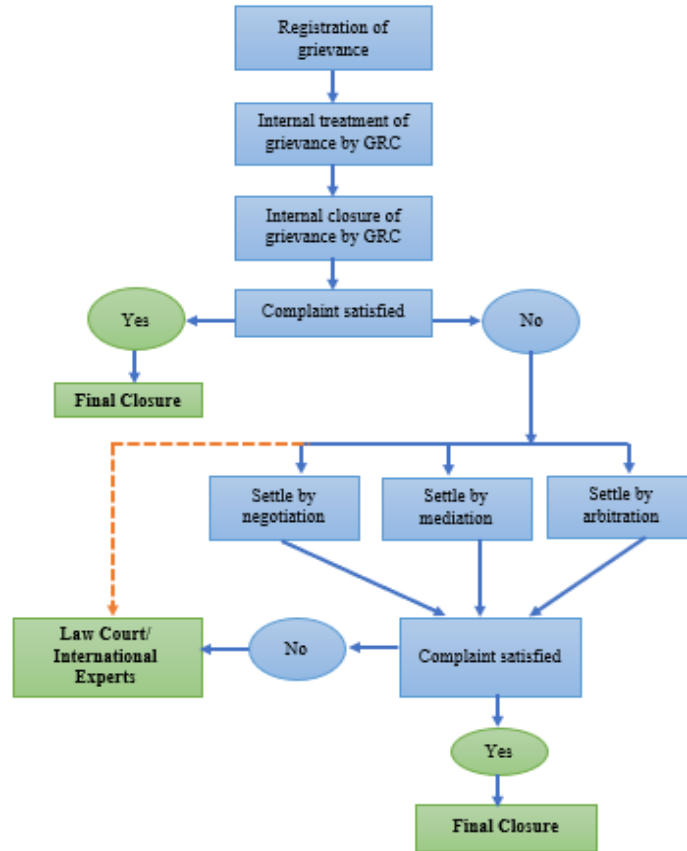 Registration of
grievance
Internal treatment of
grievance by GRC
Internal closure of
grievance by GRC
Yes
Complaint satisfied
No
Final Closure
Settle by
negotiation
Settle by
mediation
Settle by
arbitration
Law Court/
International
Experts
No
Complaint satisfied
Yes
Final Closure